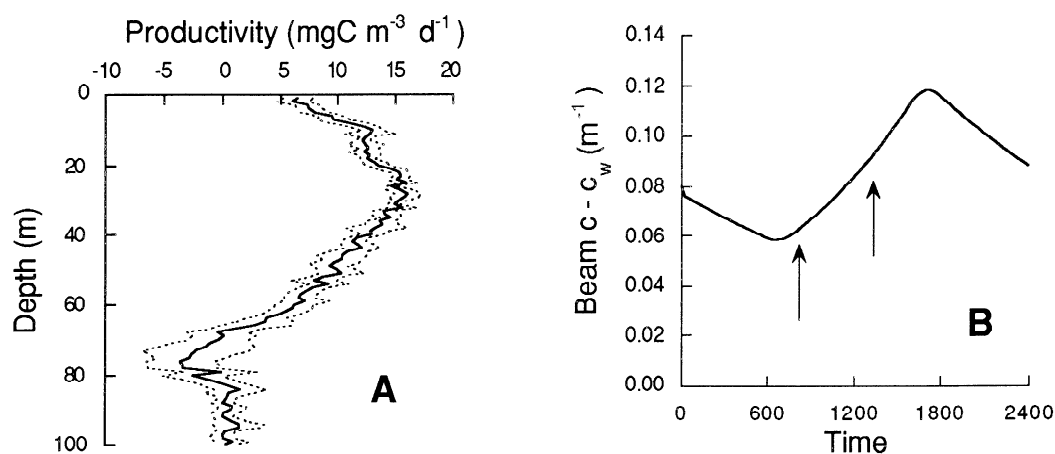 Productivity (mgC m-3 d-1)
-10 -5 0 5 10 15 20
0
20
40
60
80
100
Depth (m)
A
0.14
0.12
0.10
0.08
0.06
0.04
0.02
0.00
Beam c - cw (m-1)
B
0 600 1200 1800 2400
Time